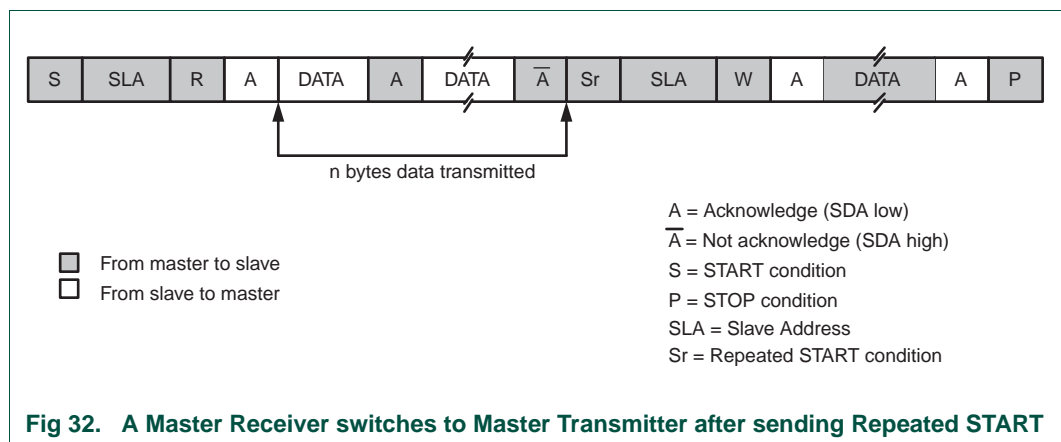 S SLA R A DATA A DATA A̅ Sr SLA W A DATA A P
n bytes data transmitted
From master to slave
From slave to master
A = Acknowledge (SDA low)
A̅ = Not acknowledge (SDA high)
S = START condition
P = STOP condition
SLA = Slave Address
Sr = Repeated START condition
Fig 32. A Master Receiver switches to Master Transmitter after sending Repeated START